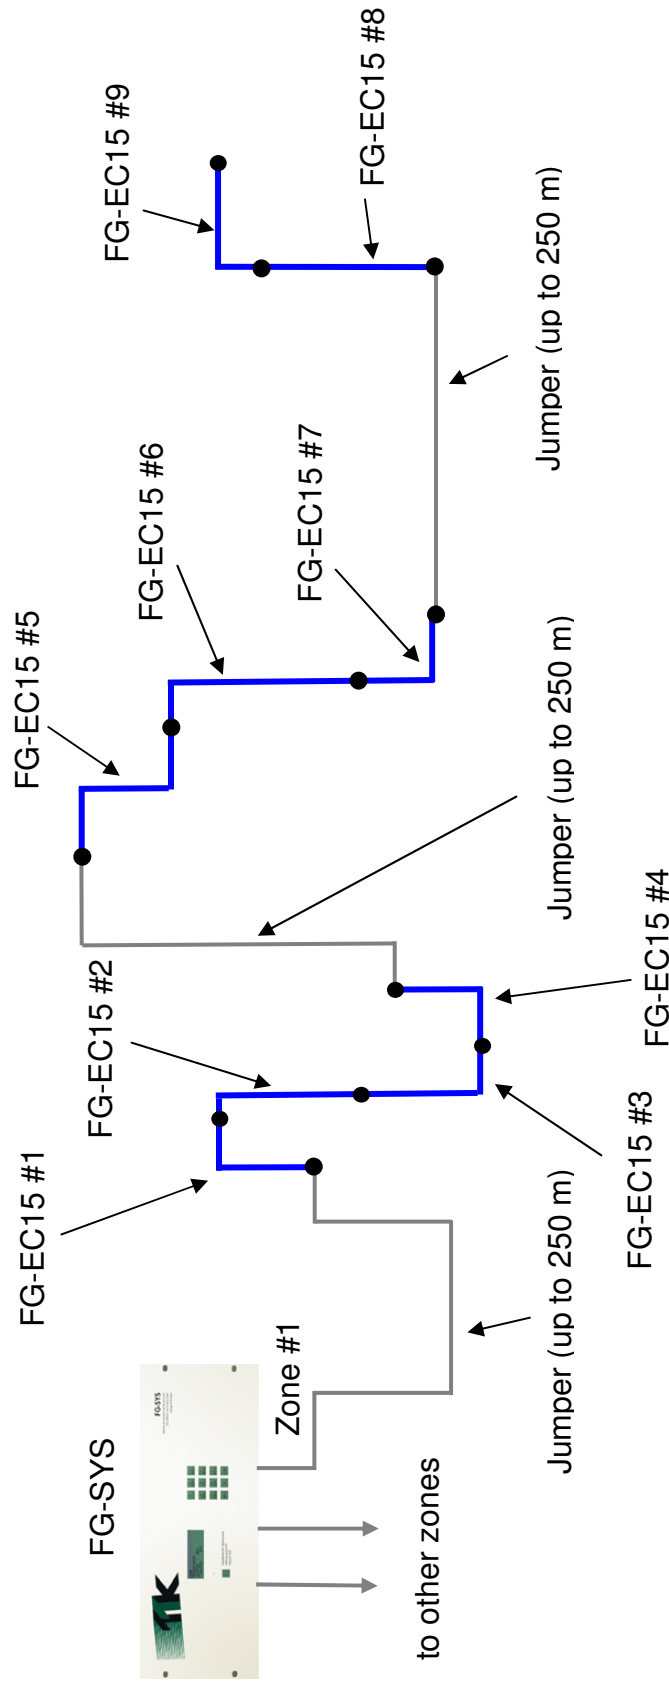 FG-SYS
TTK
FG-SYS
Zone #1
to other zones
Jumper (up to 250 m)
FG-EC15 #1
FG-EC15 #2
FG-EC15 #3
FG-EC15 #4
Jumper (up to 250 m)
FG-EC15 #5
FG-EC15 #6
FG-EC15 #7
Jumper (up to 250 m)
FG-EC15 #8
FG-EC15 #9